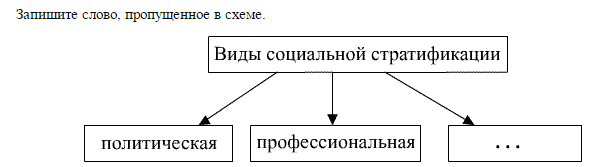 Запишите слово, пропущенное в схеме.
Виды социальной стратификации
политическая
профессиональная
...